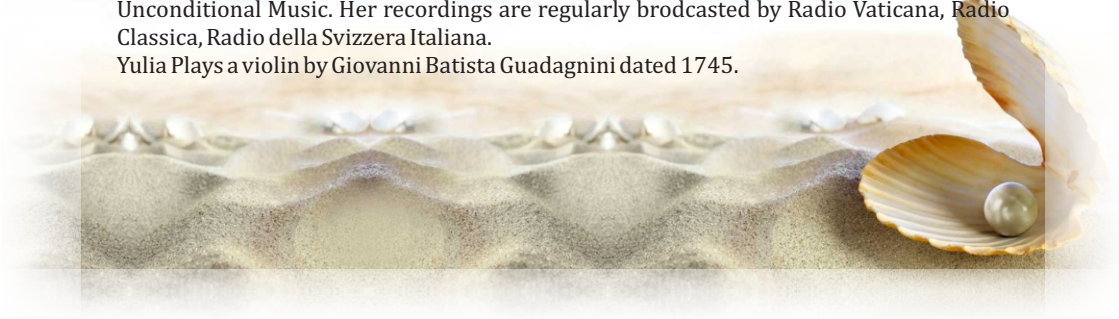 Unconditional Music. Her recordings are regularly brodcasted by Radio Vaticana, Radio
Classica, Radio della Svizzera Italiana.
Yulia Plays a violin by Giovanni Batista Guadagnini dated 1745.